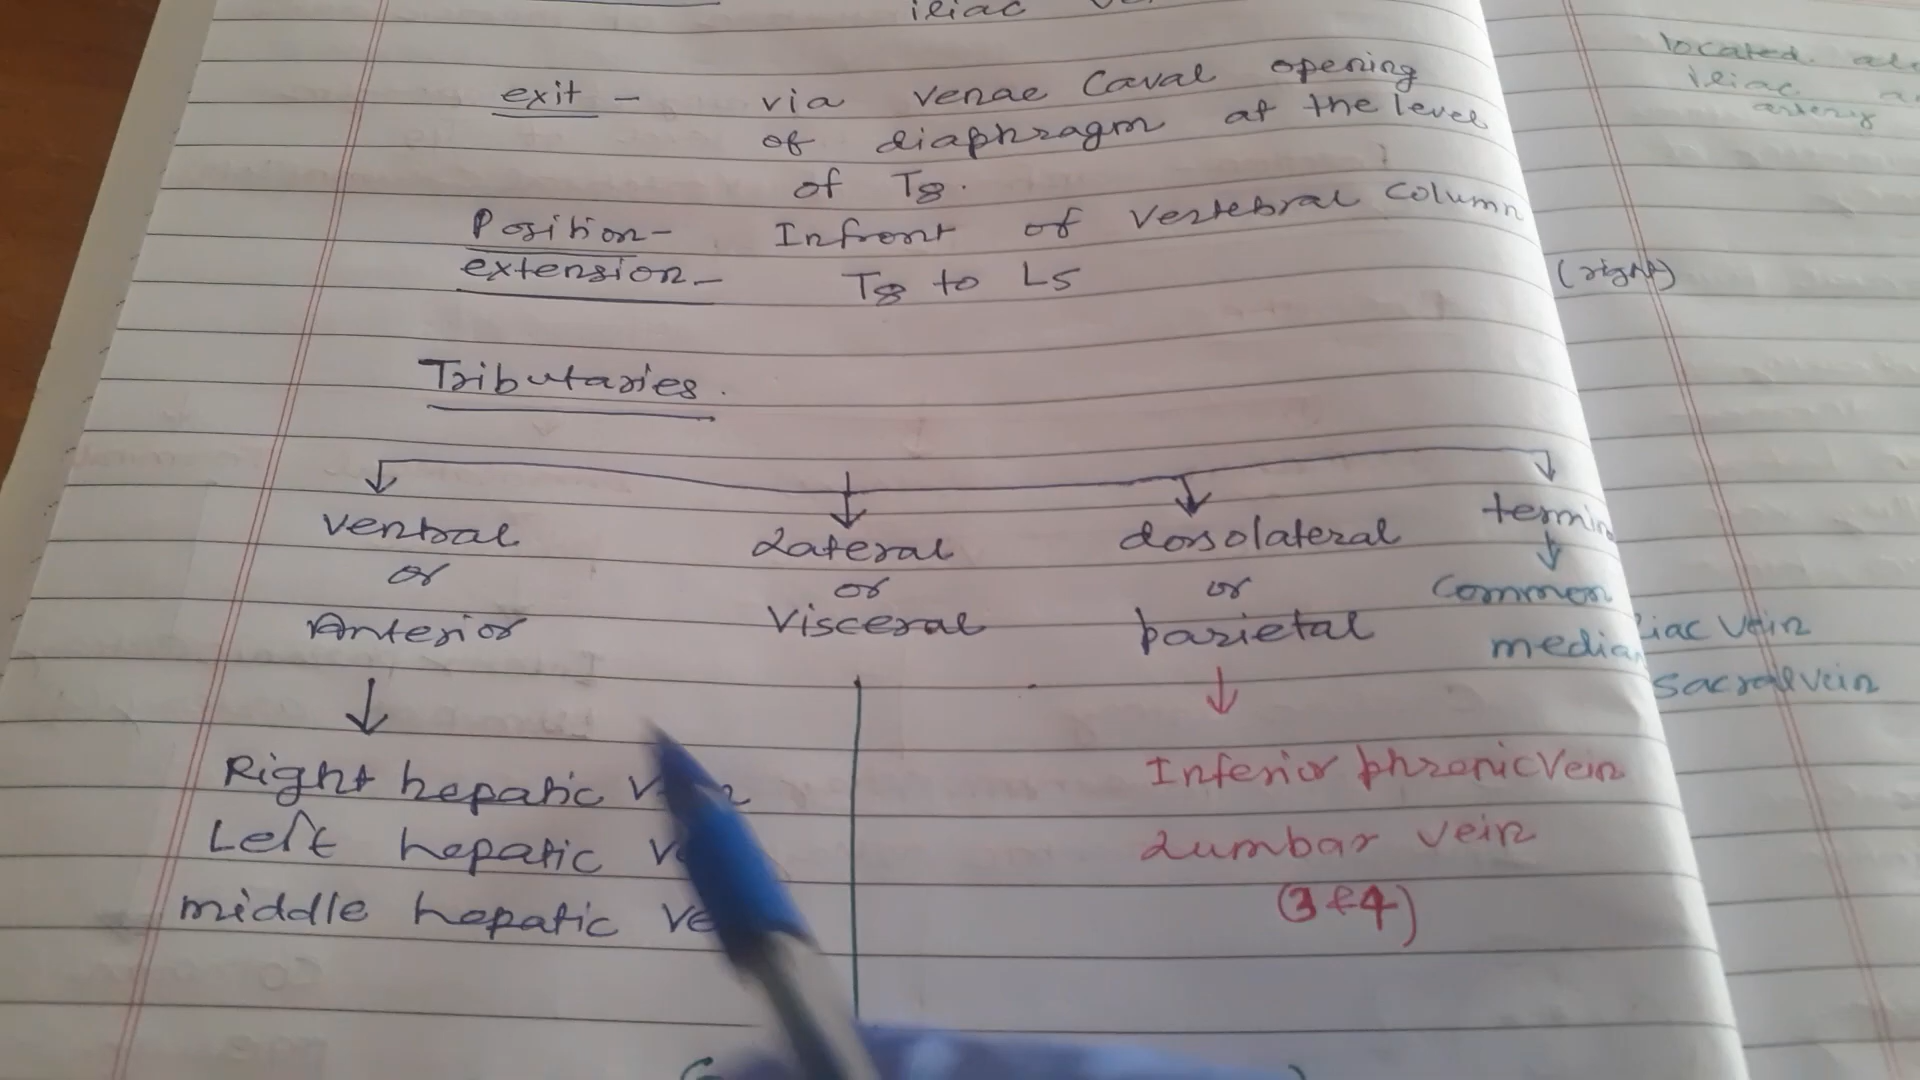 iliac
exit - via venae Caval opening
of diaphragm at the level
of T8.
Position - Infront of Vertebral Column
extension - T8 to L5
(right)
Tributaries.
ventral Lateral dosolateral termin
or or or
Anterior Visceral parietal
Common
iliac vein
median
sacral vein
Right hepatic
Left hepatic
middle hepatic
Inferior phrenic Vein
Lumbar vein
(3 & 4)
located
iliac
artery